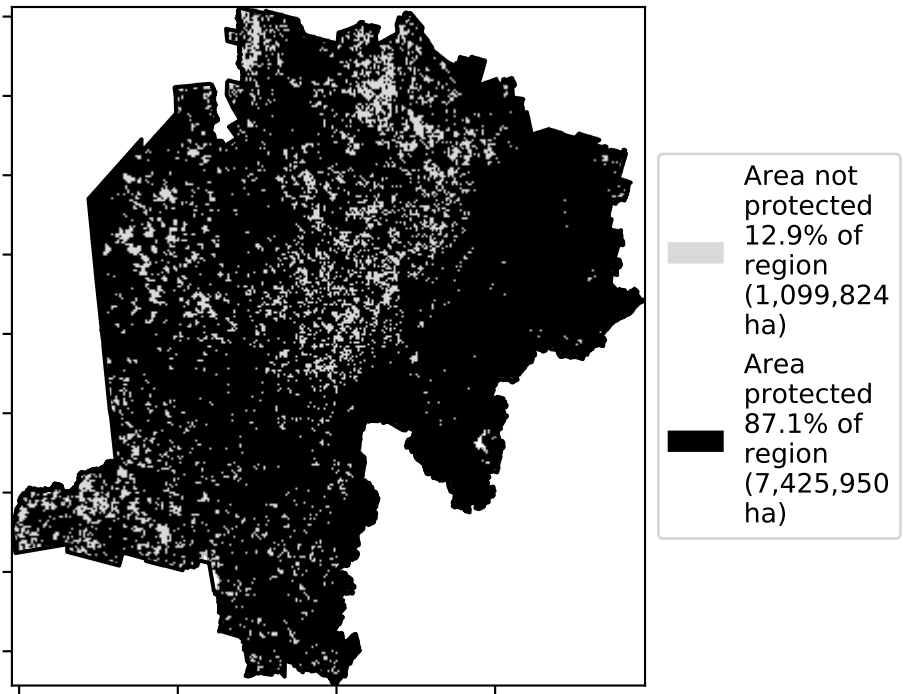 Area not
protected
12.9% of
region
(1,099,824
ha)
Area
protected
87.1% of
region
(7,425,950
ha)